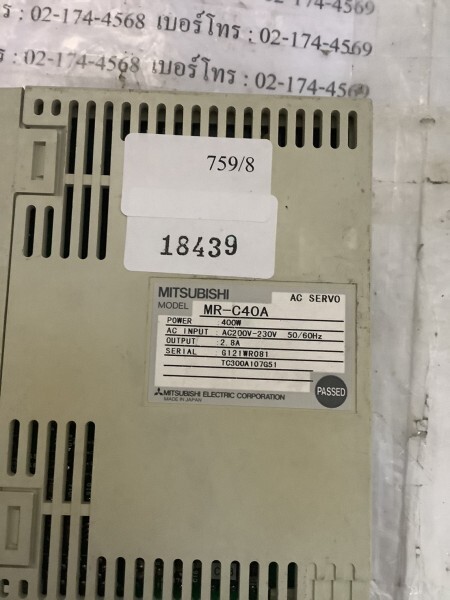 ร : 02-174-4568 เบอร์โทร : 02-174-4569
ร : 02-174-4568 เบอร์โทร : 02-174-4569
759/8
18439
MITSUBISHI AC SERVO
MODEL MR-C40A
POWER : 400W
AC INPUT : AC200V-230V 50/60Hz
OUTPUT : 2.8A
SERIAL : G121WR081
TC300A107G51
MITSUBISHI ELECTRIC CORPORATION
MADE IN JAPAN
PASSED